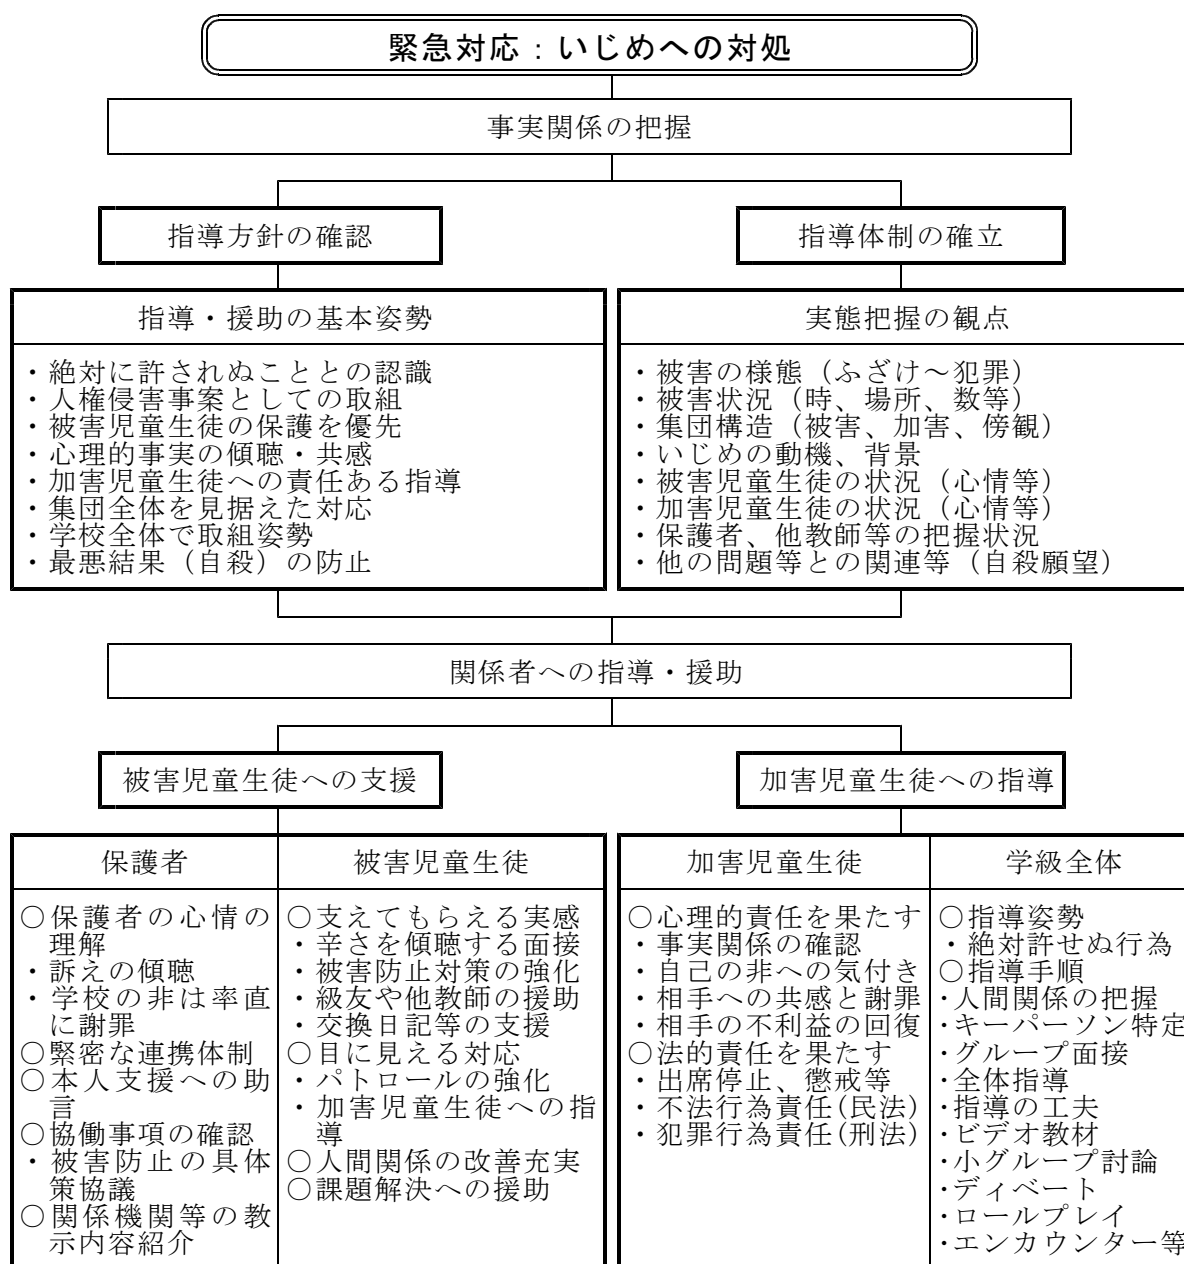 緊急対応：いじめへの対処
事実関係の把握
指導方針の確認
指導体制の確立
指導・援助の基本姿勢
・絶対に許されぬこととの認識
・人権侵害事案としての取組
・被害児童生徒の保護を優先
・心理的事実の傾聴・共感
・加害児童生徒への責任ある指導
・集団全体を見据えた対応
・学校全体で取組姿勢
・最悪結果（自殺）の防止
実態把握の観点
・被害の様態（ふざけ～犯罪）
・被害状況（時、場所、数等）
・集団構造（被害、加害、傍観）
・いじめの動機、背景
・被害児童生徒の状況（心情等）
・加害児童生徒の状況（心情等）
・保護者、他教師等の把握状況
・他の問題等との関連等（自殺願望）
関係者への指導・援助
被害児童生徒への支援
加害児童生徒への指導
保護者
○保護者の心情の
理解
・訴えの傾聴
・学校の非は率直
に謝罪
○緊密な連携体制
○本人支援への助
言
○協働事項の確認
・被害防止の具体
策協議
○関係機関等の教
示内容紹介
被害児童生徒
○支えてもらえる実感
・辛さを傾聴する面接
・被害防止対策の強化
・級友や他教師の援助
・交換日記等の支援
○目に見える対応
・パトロールの強化
・加害児童生徒への指
導
○人間関係の改善充実
○課題解決への援助
加害児童生徒
○心理的責任を果たす
・事実関係の確認
・自己の非への気付き
・相手への共感と謝罪
・相手の不利益の回復
○法的責任を果たす
・出席停止、懲戒等
・不法行為責任(民法)
・犯罪行為責任(刑法)
学級全体
○指導姿勢
・絶対許せぬ行為
○指導手順
・人間関係の把握
・キーパーソン特定
・グループ面接
・全体指導
・指導の工夫
・ビデオ教材
・小グループ討論
・ディベート
・ロールプレイ
・エンカウンター等